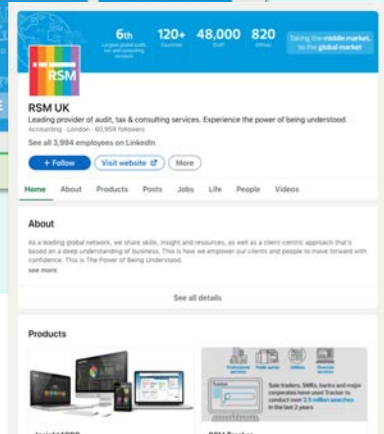 6th
120+
48,000
820
Largest global audit,
tax and consulting
network
Countries
Staff
Offices
Taking the middle market,
to the global market
RSM
RSM UK
Leading provider of audit, tax & consulting services. Experience the power of being understood.
Accounting · London · 60,959 followers
See all 3,994 employees on LinkedIn
+ Follow
Visit website
More
Home
About
Products
Posts
Jobs
Life
People
Videos
About
As a leading global network, we share skills, insight and resources, as well as a client-centric approach that's
based on a deep understanding of business. This is how we empower our clients and people to move forward with
confidence. This is The Power of Being Understood.
see more
See all details
Products
Professional
services
Public sector
Utilities
Financial
services
Tracker
Sole traders, SMEs, banks and major
corporates have used Tracker to
conduct over 2.5 million searches
in the last 2 years